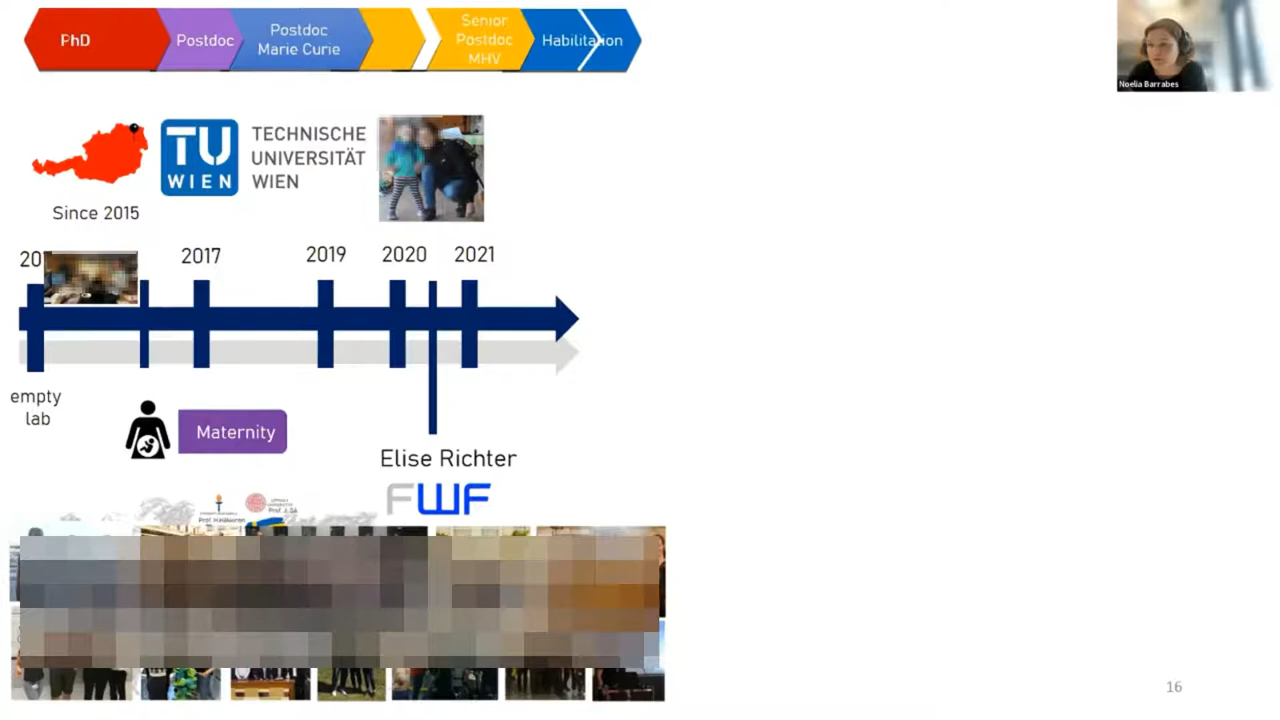 PhD
Postdoc
Postdoc
Marie Curie
Senior
Postdoc
MHV
Habilitation
Noelia Barrabes
TU
WIEN
TECHNISCHE
UNIVERSITÄT
WIEN
Since 2015
2017
2019
2020
2021
empty
lab
Maternity
Elise Richter
FWF
16